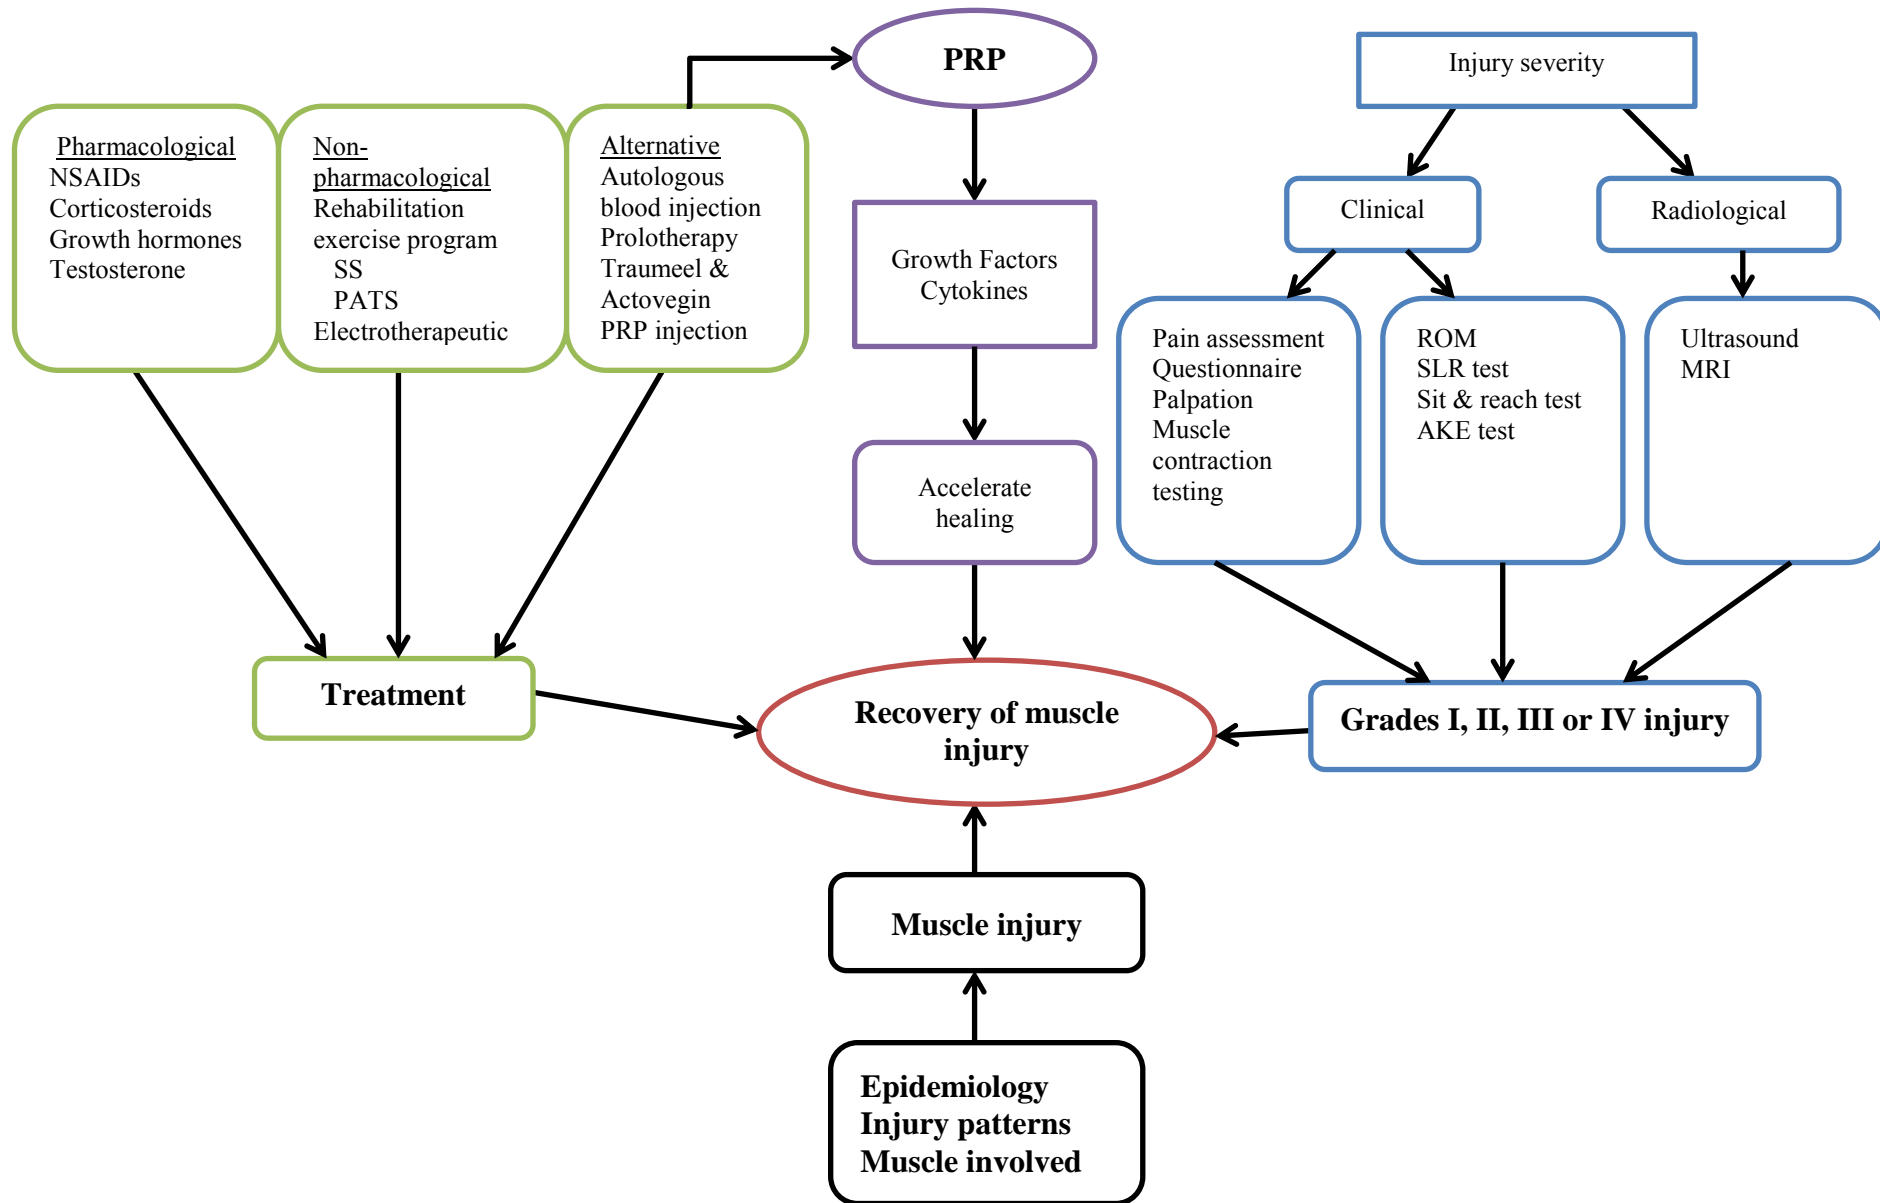 PRP
Injury severity
Pharmacological
NSAIDs
Corticosteroids
Growth hormones
Testosterone
Non-
pharmacological
Rehabilitation
exercise program
SS
PATS
Electrotherapeutic
Alternative
Autologous
blood injection
Prolotherapy
Traumeel &
Actovegin
PRP injection
Growth Factors
Cytokines
Accelerate
healing
Clinical
Radiological
Pain assessment
Questionnaire
Palpation
Muscle
contraction
testing
ROM
SLR test
Sit & reach test
AKE test
Ultrasound
MRI
Treatment
Recovery of muscle
injury
Grades I, II, III or IV injury
Muscle injury
Epidemiology
Injury patterns
Muscle involved